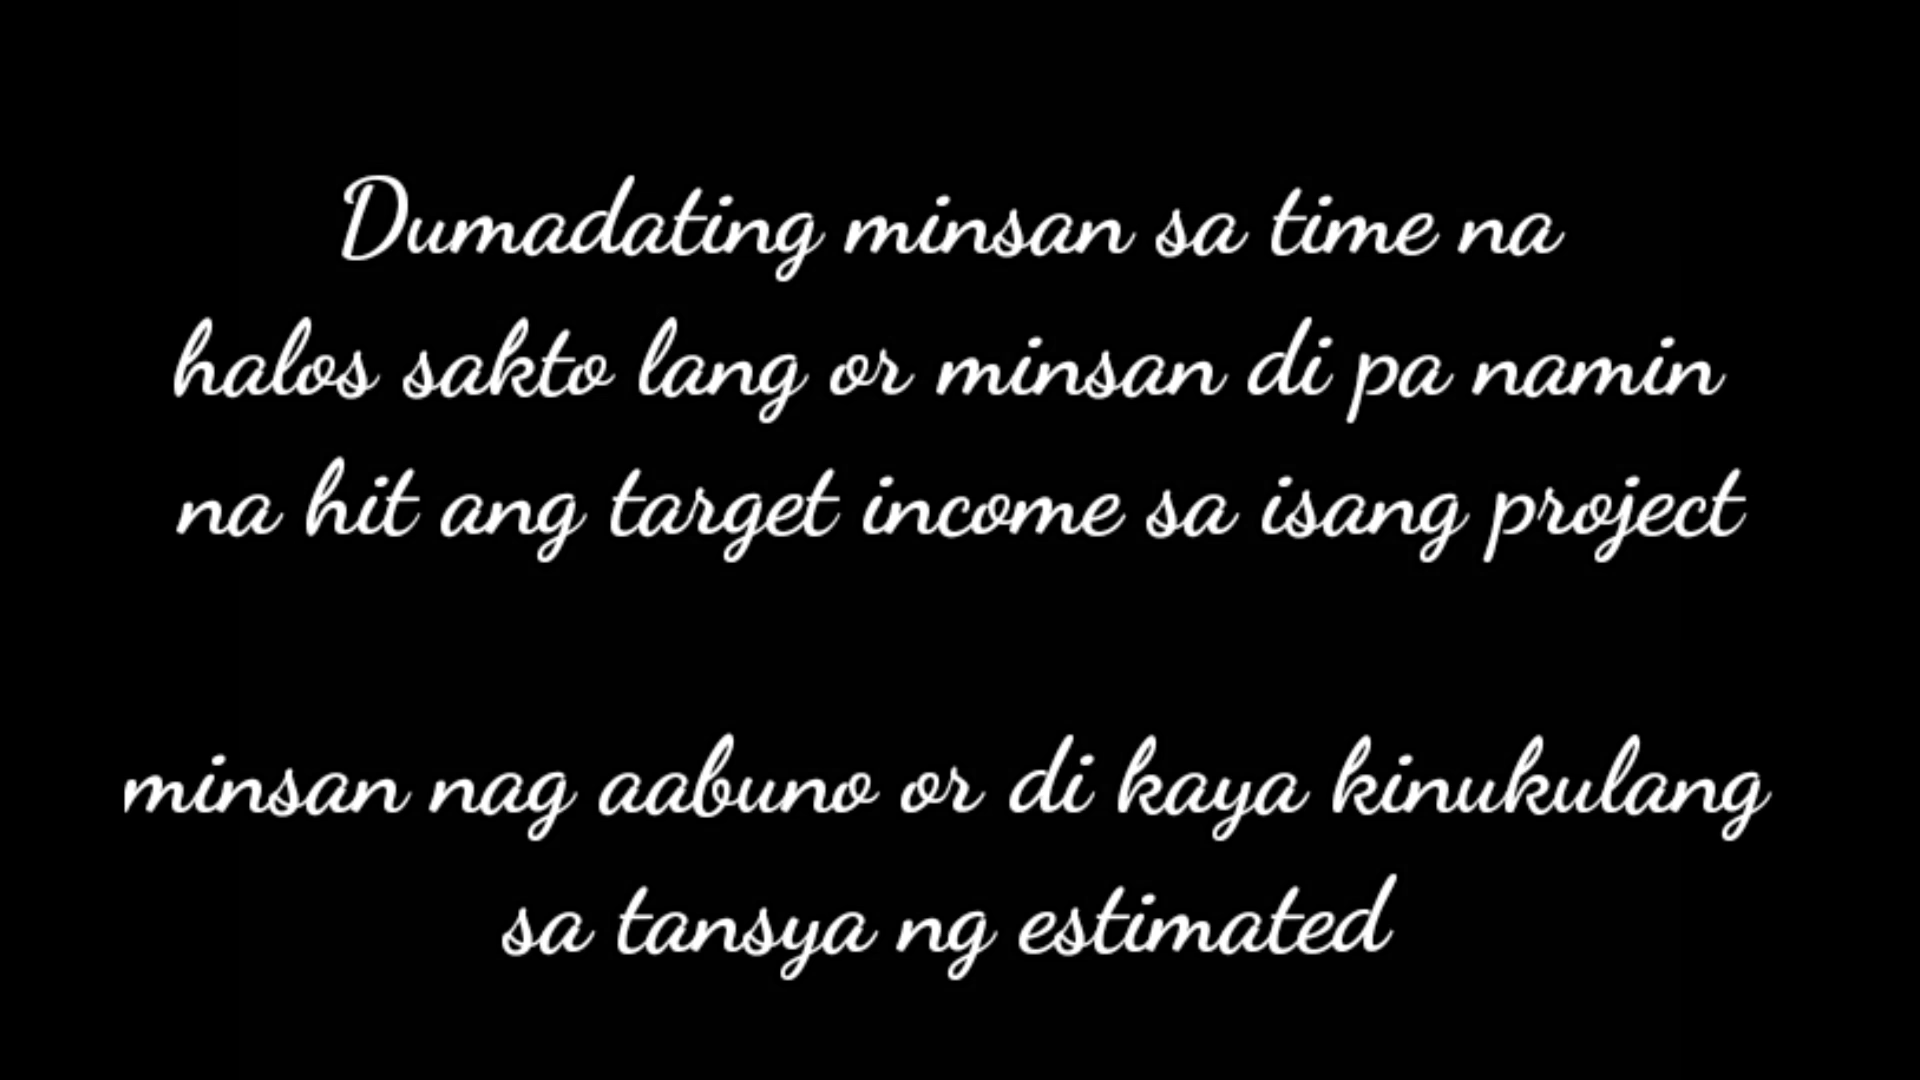 Dumadating minsan sa time na
halos sakto lang or minsan di pa namin
na hit ang target income sa isang project
minsan nag aabuno or di kaya kinukulang
sa tansya ng estimated